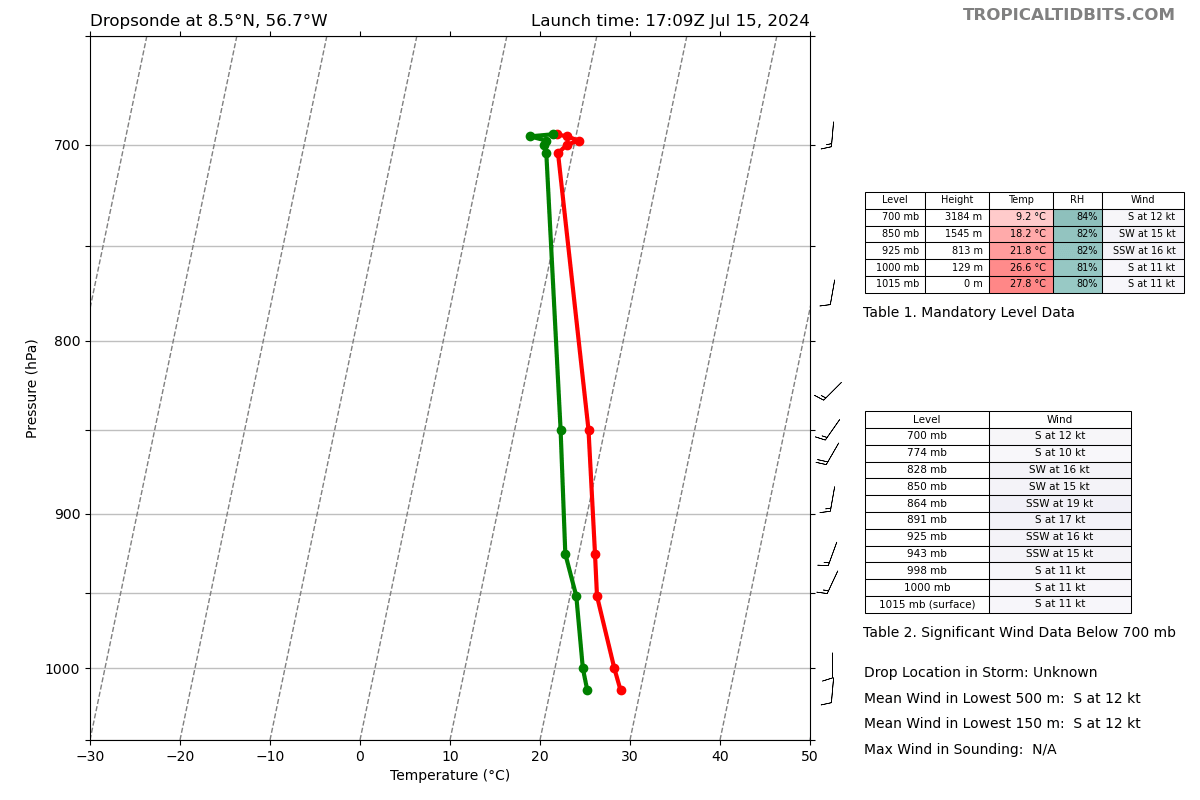 Dropsonde at 8.5°N, 56.7°W
Launch time: 17:09Z Jul 15, 2024
TROPICALTIDBITS.COM
700
800
900
1000
Pressure (hPa)
−30 −20 −10 0 10 20 30 40 50
Temperature (°C)
Level Height Temp RH Wind
700 mb 3184 m 9.2 °C 84% S at 12 kt
850 mb 1545 m 18.2 °C 82% SW at 15 kt
925 mb 813 m 21.8 °C 82% SSW at 16 kt
1000 mb 129 m 26.6 °C 81% S at 11 kt
1015 mb 0 m 27.8 °C 80% S at 11 kt
Table 1. Mandatory Level Data
Level Wind
700 mb S at 12 kt
774 mb S at 10 kt
828 mb SW at 16 kt
850 mb SW at 15 kt
864 mb SSW at 19 kt
891 mb S at 17 kt
925 mb SSW at 16 kt
943 mb SSW at 15 kt
998 mb S at 11 kt
1000 mb S at 11 kt
1015 mb (surface) S at 11 kt
Table 2. Significant Wind Data Below 700 mb
Drop Location in Storm: Unknown
Mean Wind in Lowest 500 m: S at 12 kt
Mean Wind in Lowest 150 m: S at 12 kt
Max Wind in Sounding: N/A